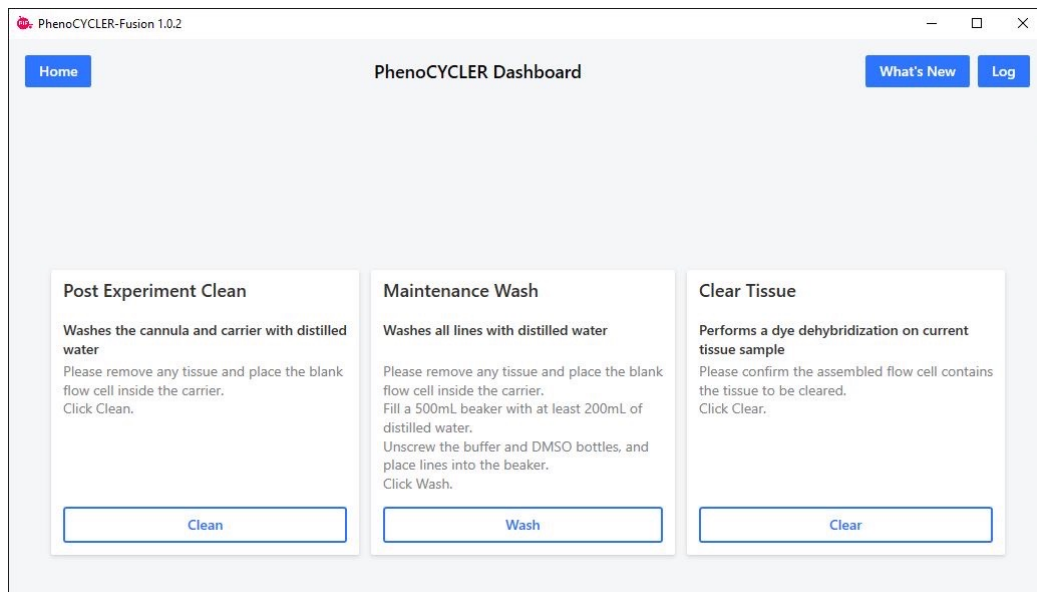 PhenoCYCLER-Fusion 1.0.2
Home
PhenoCYCLER Dashboard
What's New
Log
Post Experiment Clean
Washes the cannula and carrier with distilled
water
Please remove any tissue and place the blank
flow cell inside the carrier.
Click Clean.
Clean
Maintenance Wash
Washes all lines with distilled water
Please remove any tissue and place the blank
flow cell inside the carrier.
Fill a 500mL beaker with at least 200mL of
distilled water.
Unscrew the buffer and DMSO bottles, and
place lines into the beaker.
Click Wash.
Wash
Clear Tissue
Performs a dye dehybridization on current
tissue sample
Please confirm the assembled flow cell contains
the tissue to be cleared.
Click Clear.
Clear